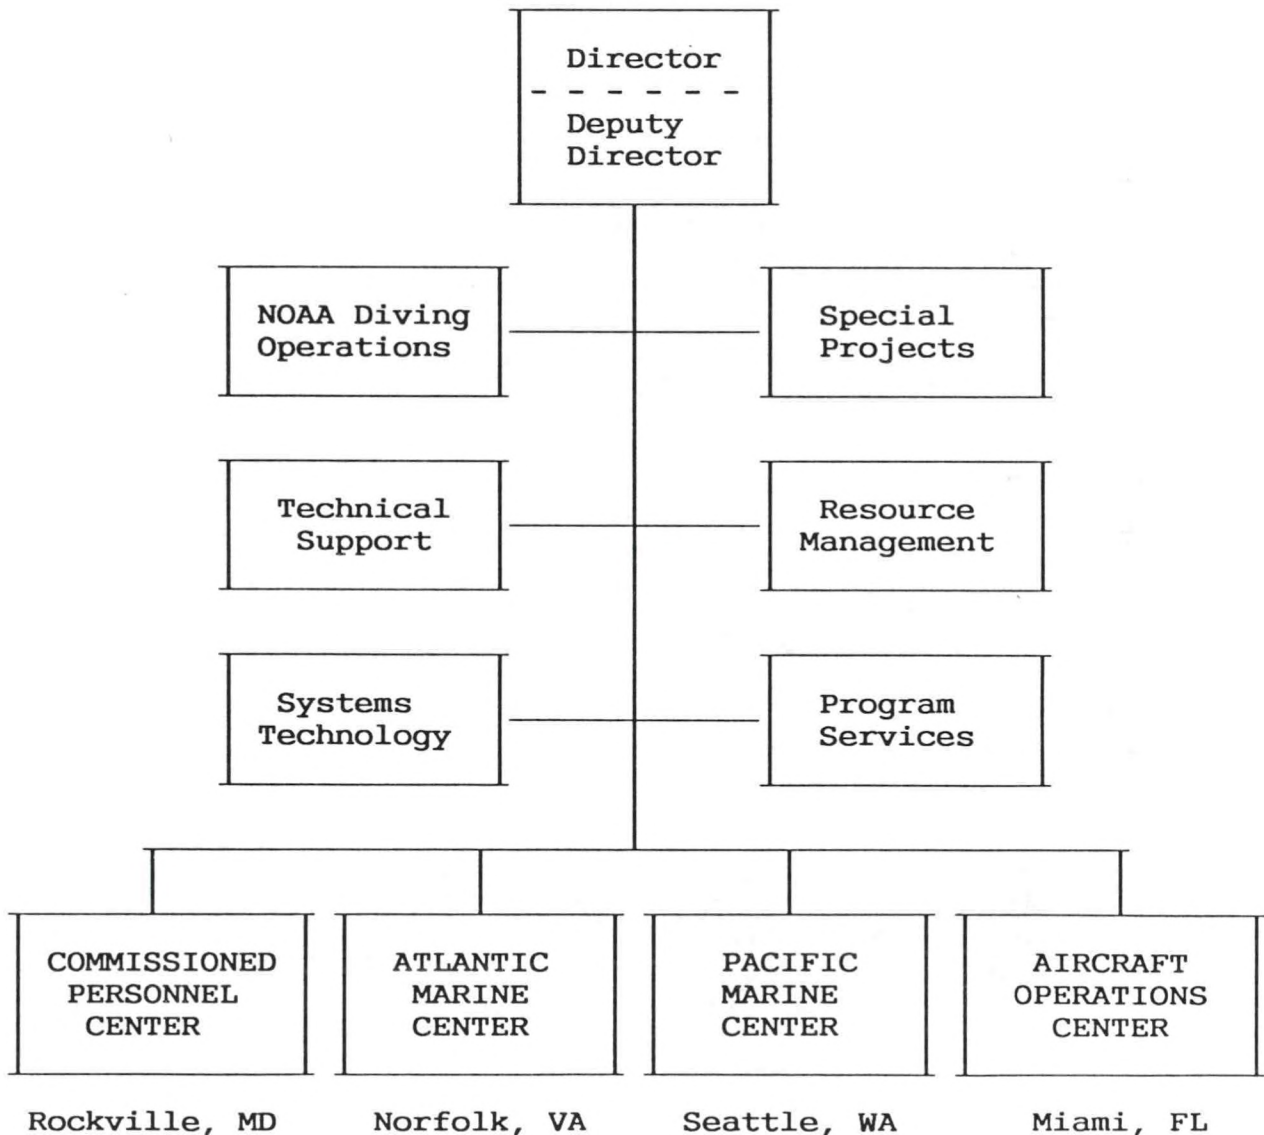 Director
- - - - - -
Deputy
Director
NOAA Diving
Operations
Special
Projects
Technical
Support
Resource
Management
Systems
Technology
Program
Services
COMMISSIONED
PERSONNEL
CENTER
ATLANTIC
MARINE
CENTER
PACIFIC
MARINE
CENTER
AIRCRAFT
OPERATIONS
CENTER
Rockville, MD
Norfolk, VA
Seattle, WA
Miami, FL